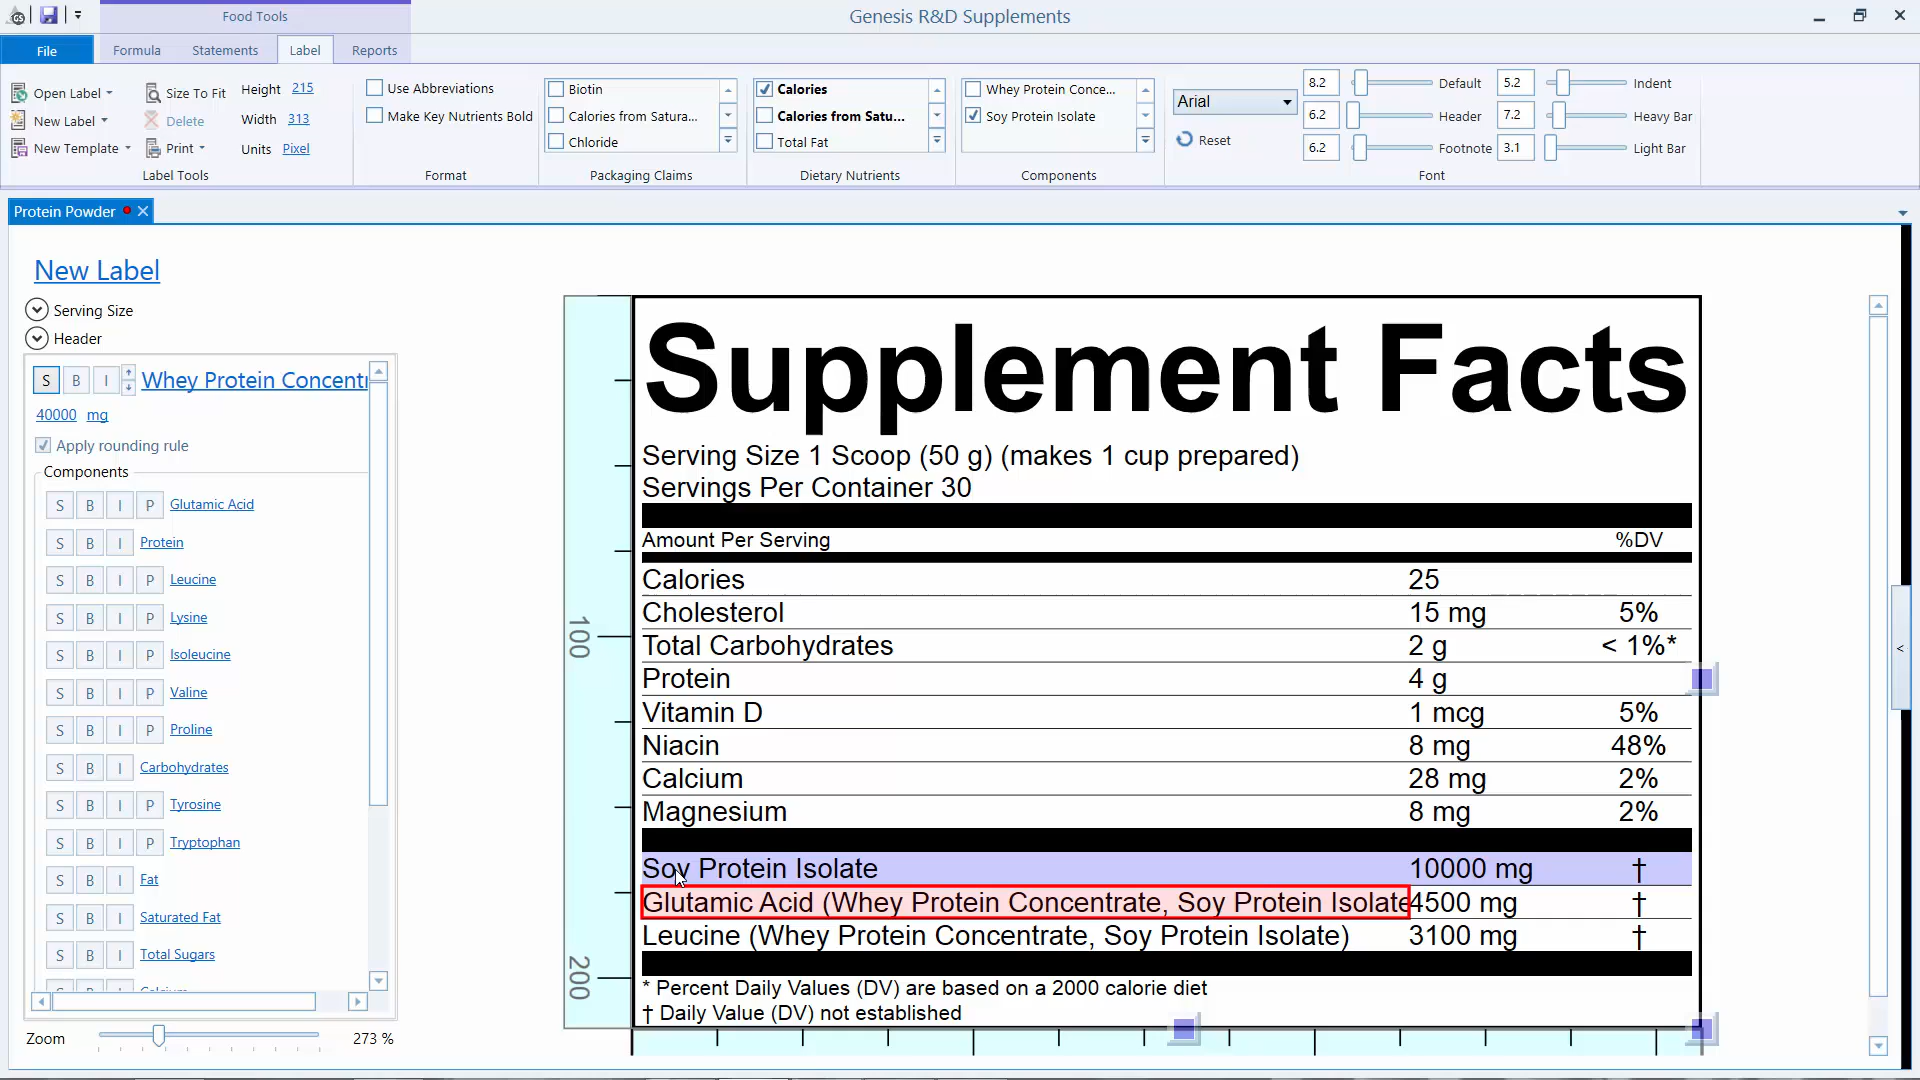 GS
Food Tools
Genesis R&D Supplements
File
Formula
Statements
Label
Reports
Open Label
Size To Fit
Height 215
New Label
Delete
Width 313
New Template
Print
Units Pixel
Label Tools
Use Abbreviations
Make Key Nutrients Bold
Format
Biotin
Calories from Satura...
Chloride
Packaging Claims
Calories
Calories from Satu...
Total Fat
Dietary Nutrients
Whey Protein Conce...
Soy Protein Isolate
Components
Arial
Reset
8.2 Default 5.2 Indent
6.2 Header 7.2 Heavy Bar
6.2 Footnote 3.1 Light Bar
Font
Protein Powder
New Label
Serving Size
Header
S B I Whey Protein Concentr
40000 mg
Apply rounding rule
Components
S B I P Glutamic Acid
S B I Protein
S B I P Leucine
S B I P Lysine
S B I P Isoleucine
S B I P Valine
S B I P Proline
S B I Carbohydrates
S B I P Tyrosine
S B I P Tryptophan
S B I Fat
S B I Saturated Fat
S B I Total Sugars
Zoom 273 %
100
200
Supplement Facts
Serving Size 1 Scoop (50 g) (makes 1 cup prepared)
Servings Per Container 30
Amount Per Serving %DV
Calories 25
Cholesterol 15 mg 5%
Total Carbohydrates 2 g < 1%*
Protein 4 g
Vitamin D 1 mcg 5%
Niacin 8 mg 48%
Calcium 28 mg 2%
Magnesium 8 mg 2%
Soy Protein Isolate 10000 mg †
Glutamic Acid (Whey Protein Concentrate, Soy Protein Isolate 4500 mg †
Leucine (Whey Protein Concentrate, Soy Protein Isolate) 3100 mg †
* Percent Daily Values (DV) are based on a 2000 calorie diet
† Daily Value (DV) not established
<